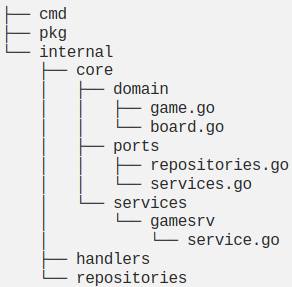 ├── cmd
├── pkg
└── internal
    ├── core
    │   ├── domain
    │   │   ├── game.go
    │   │   └── board.go
    │   ├── ports
    │   │   ├── repositories.go
    │   │   └── services.go
    │   └── services
    │       └── gamesrv
    │           └── service.go
    ├── handlers
    └── repositories